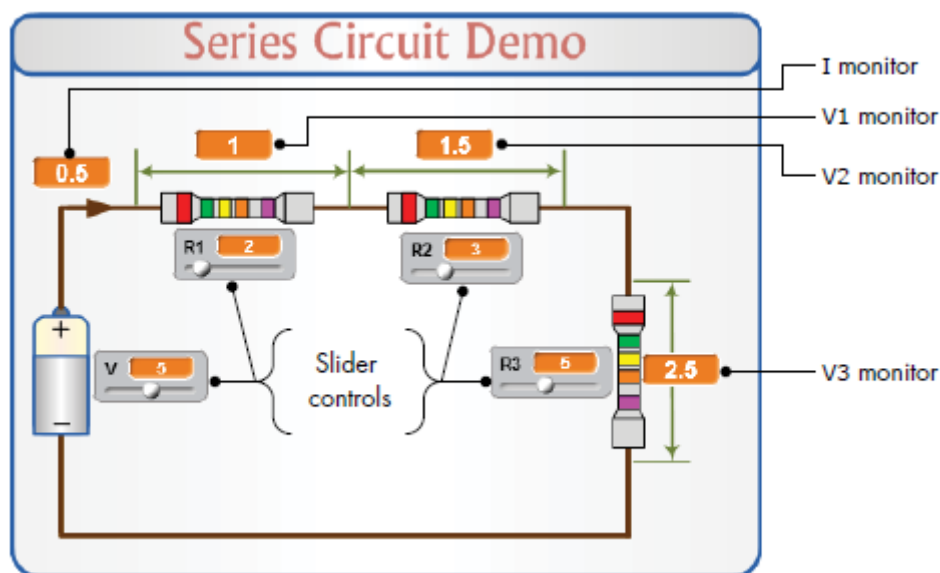 Series Circuit Demo
I monitor
V1 monitor
V2 monitor
1
1.5
0.5
R1 2
R2 3
+
V 5
−
Slider
controls
R3 5
2.5
V3 monitor